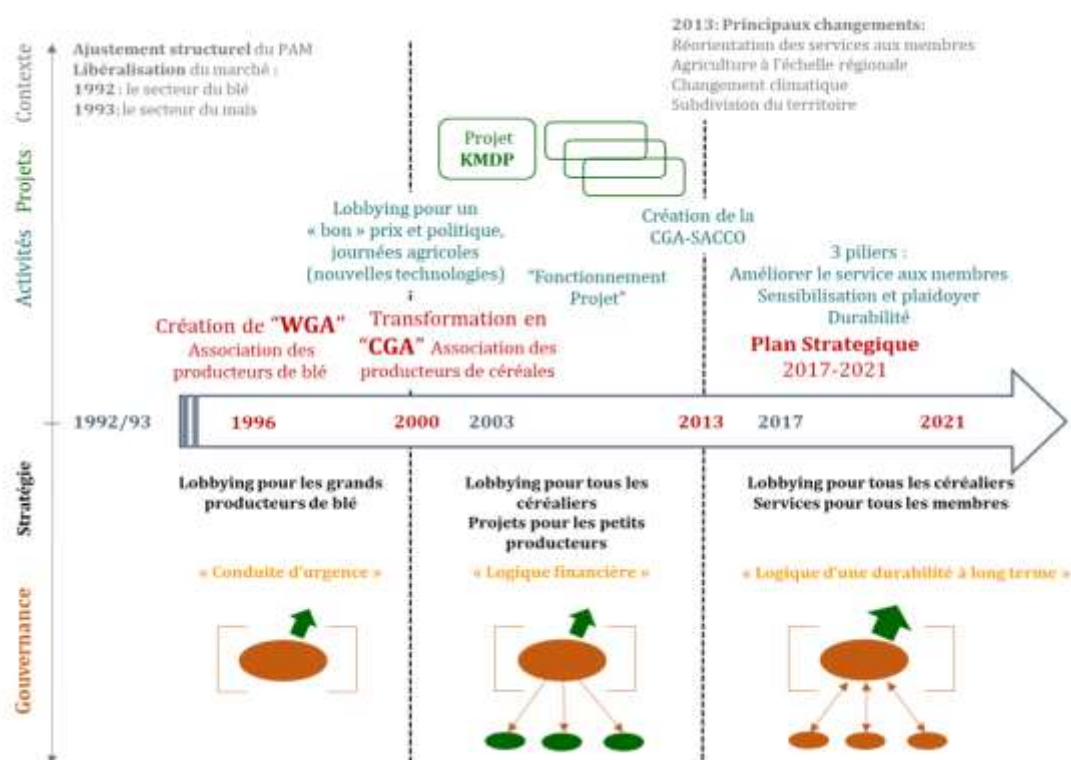 Contexte
Ajustement structurel du PAM
Libéralisation du marché :
1992 : le secteur du blé
1993: le secteur du mais
2013: Principaux changements:
Réorientation des services aux membres
Agriculture à l'échelle régionale
Changement climatique
Subdivision du territoire
Projets
Projet
KMDP
Activités
Lobbying pour un
« bon » prix et politique,
journées agricoles
(nouvelles technologies)
"Fonctionnement
Projet"
Création de la
CGA-SACCO
3 piliers :
Améliorer le service aux membres
Sensibilisation et plaidoyer
Durabilité
Création de "WGA"
Association des
producteurs de blé
Transformation en
"CGA" Association des
producteurs de céréales
Plan Strategique
2017-2021
1992/93
1996
2000
2003
2013
2017
2021
Stratégie
Lobbying pour les grands
producteurs de blé
Lobbying pour tous les
céréaliers
Projets pour les petits
producteurs
Lobbying pour tous les céréaliers
Services pour tous les membres
Gouvernance
« Conduite d'urgence »
« Logique financière »
« Logique d'une durabilité à long terme »